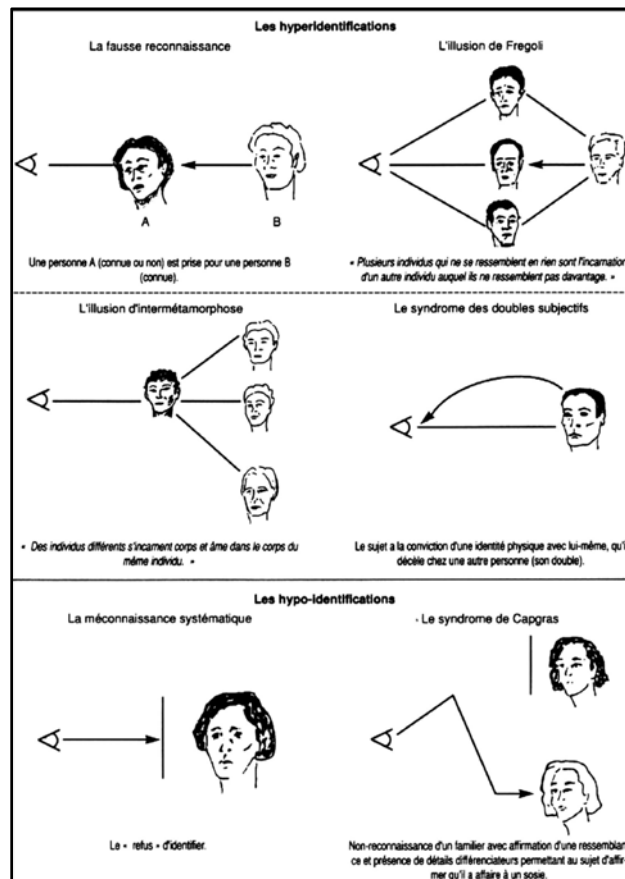 Les hyperidentifications
La fausse reconnaissance
A
B
Une personne A (connue ou non) est prise pour une personne B
(connue).
L'illusion de Fregoli
« Plusieurs individus qui ne se ressemblent en rien sont l'incarnation
d'un autre individu auquel ils ne ressemblent pas davantage. »
L'illusion d'intermétamorphose
« Des individus différents s'incarnent corps et âme dans le corps du
même individu. »
Le syndrome des doubles subjectifs
Le sujet a la conviction d'une identité physique avec lui-même, qu'i
décèle chez une autre personne (son double).
Les hypo-identifications
La méconnaissance systématique
Le « refus » d'identifier.
- Le syndrome de Capgras
Non-reconnaissance d'un familier avec affirmation d'une ressemblan-
ce et présence de détails différenciateurs permettant au sujet d'affir-
mer qu'il a affaire à un sosie.